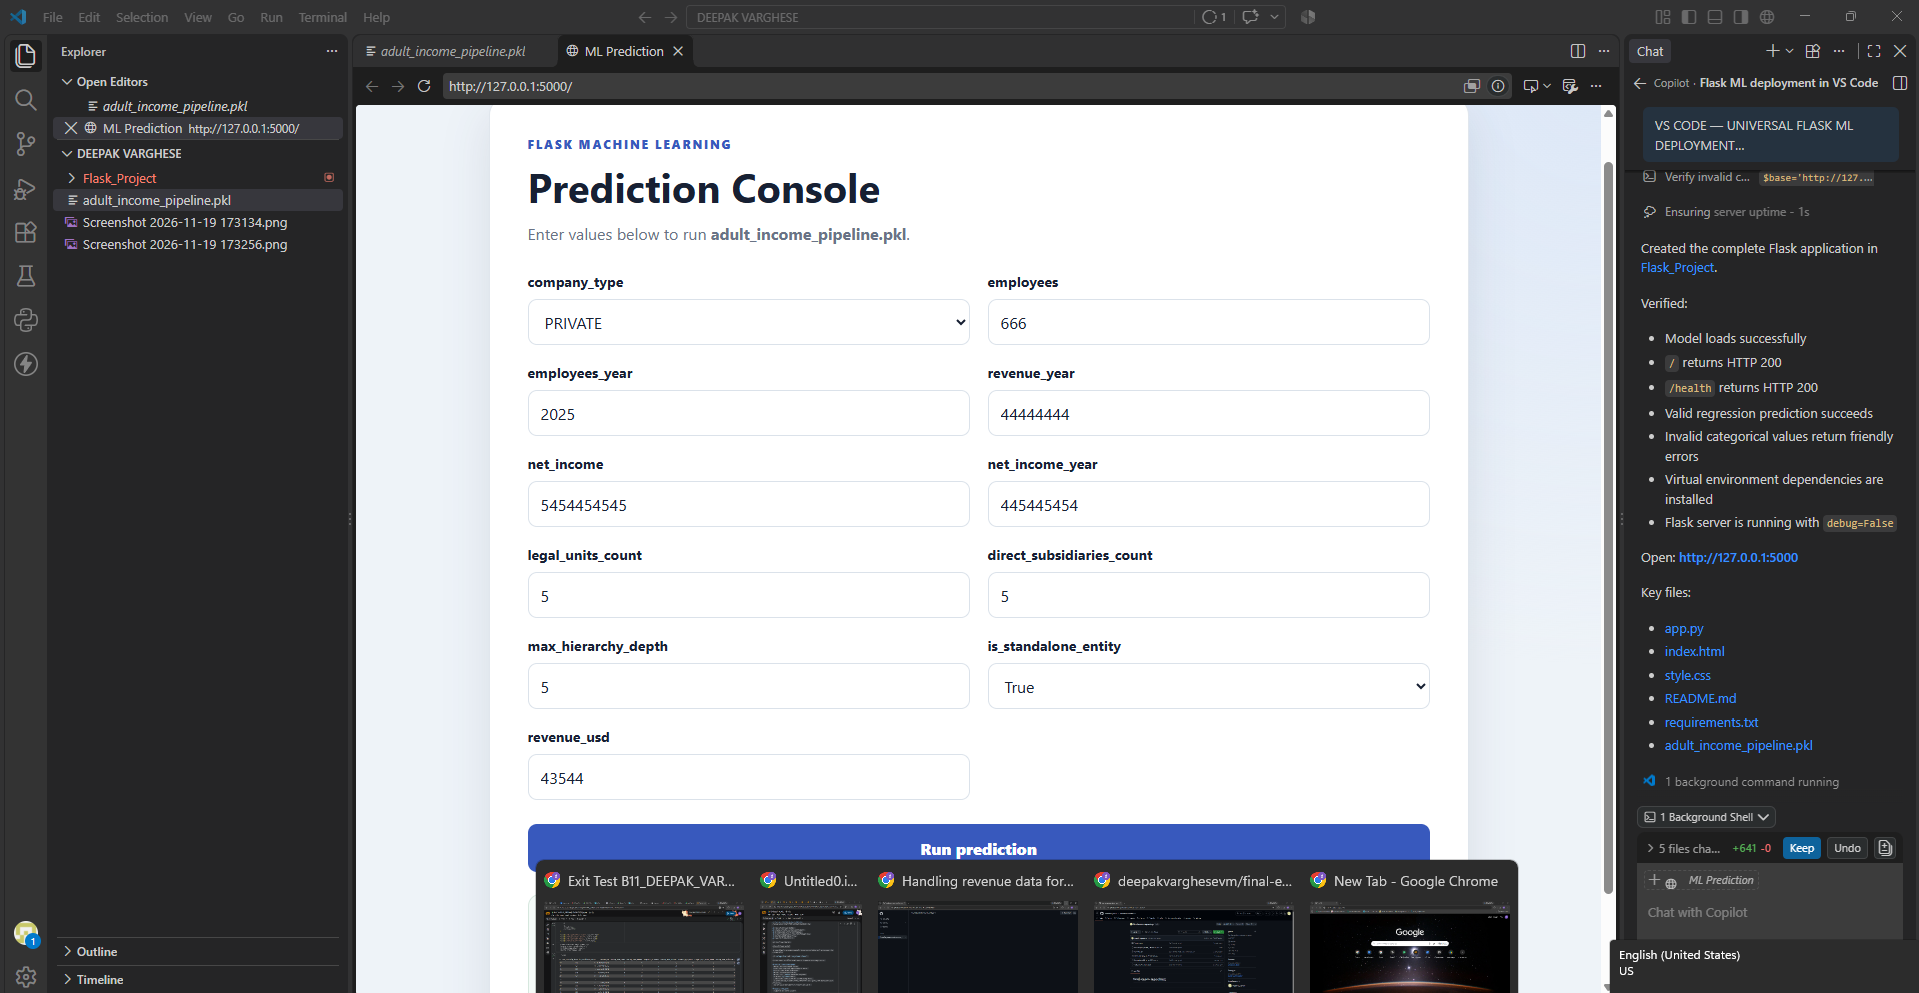 File Edit Selection View Go Run Terminal Help
DEEPAK VARGHESE
1
Explorer
Open Editors
adult_income_pipeline.pkl
ML Prediction http://127.0.0.1:5000/
DEEPAK VARGHESE
Flask_Project
adult_income_pipeline.pkl
Screenshot 2026-11-19 173134.png
Screenshot 2026-11-19 173256.png
1
Outline
Timeline
adult_income_pipeline.pkl
ML Prediction
http://127.0.0.1:5000/
FLASK MACHINE LEARNING
Prediction Console
Enter values below to run adult_income_pipeline.pkl.
company_type
PRIVATE
employees
666
employees_year
2025
revenue_year
44444444
net_income
5454454545
net_income_year
445445454
legal_units_count
5
direct_subsidiaries_count
5
max_hierarchy_depth
5
is_standalone_entity
True
revenue_usd
43544
Run prediction
Exit Test B11_DEEPAK_VAR...
Untitled0.i...
Handling revenue data for...
deepakvarghesevm/final-e...
New Tab - Google Chrome
Google
Chat
Copilot · Flask ML deployment in VS Code
VS CODE — UNIVERSAL FLASK ML
DEPLOYMENT...
Verify invalid c... $base='http://127....
Ensuring server uptime - 1s
Created the complete Flask application in
Flask_Project.
Verified:
Model loads successfully
/ returns HTTP 200
/health returns HTTP 200
Valid regression prediction succeeds
Invalid categorical values return friendly
errors
Virtual environment dependencies are
installed
Flask server is running with debug=False
Open: http://127.0.0.1:5000
Key files:
app.py
index.html
style.css
README.md
requirements.txt
adult_income_pipeline.pkl
1 background command running
1 Background Shell
5 files cha... +641 -0 Keep Undo
ML Prediction
Chat with Copilot
English (United States)
US